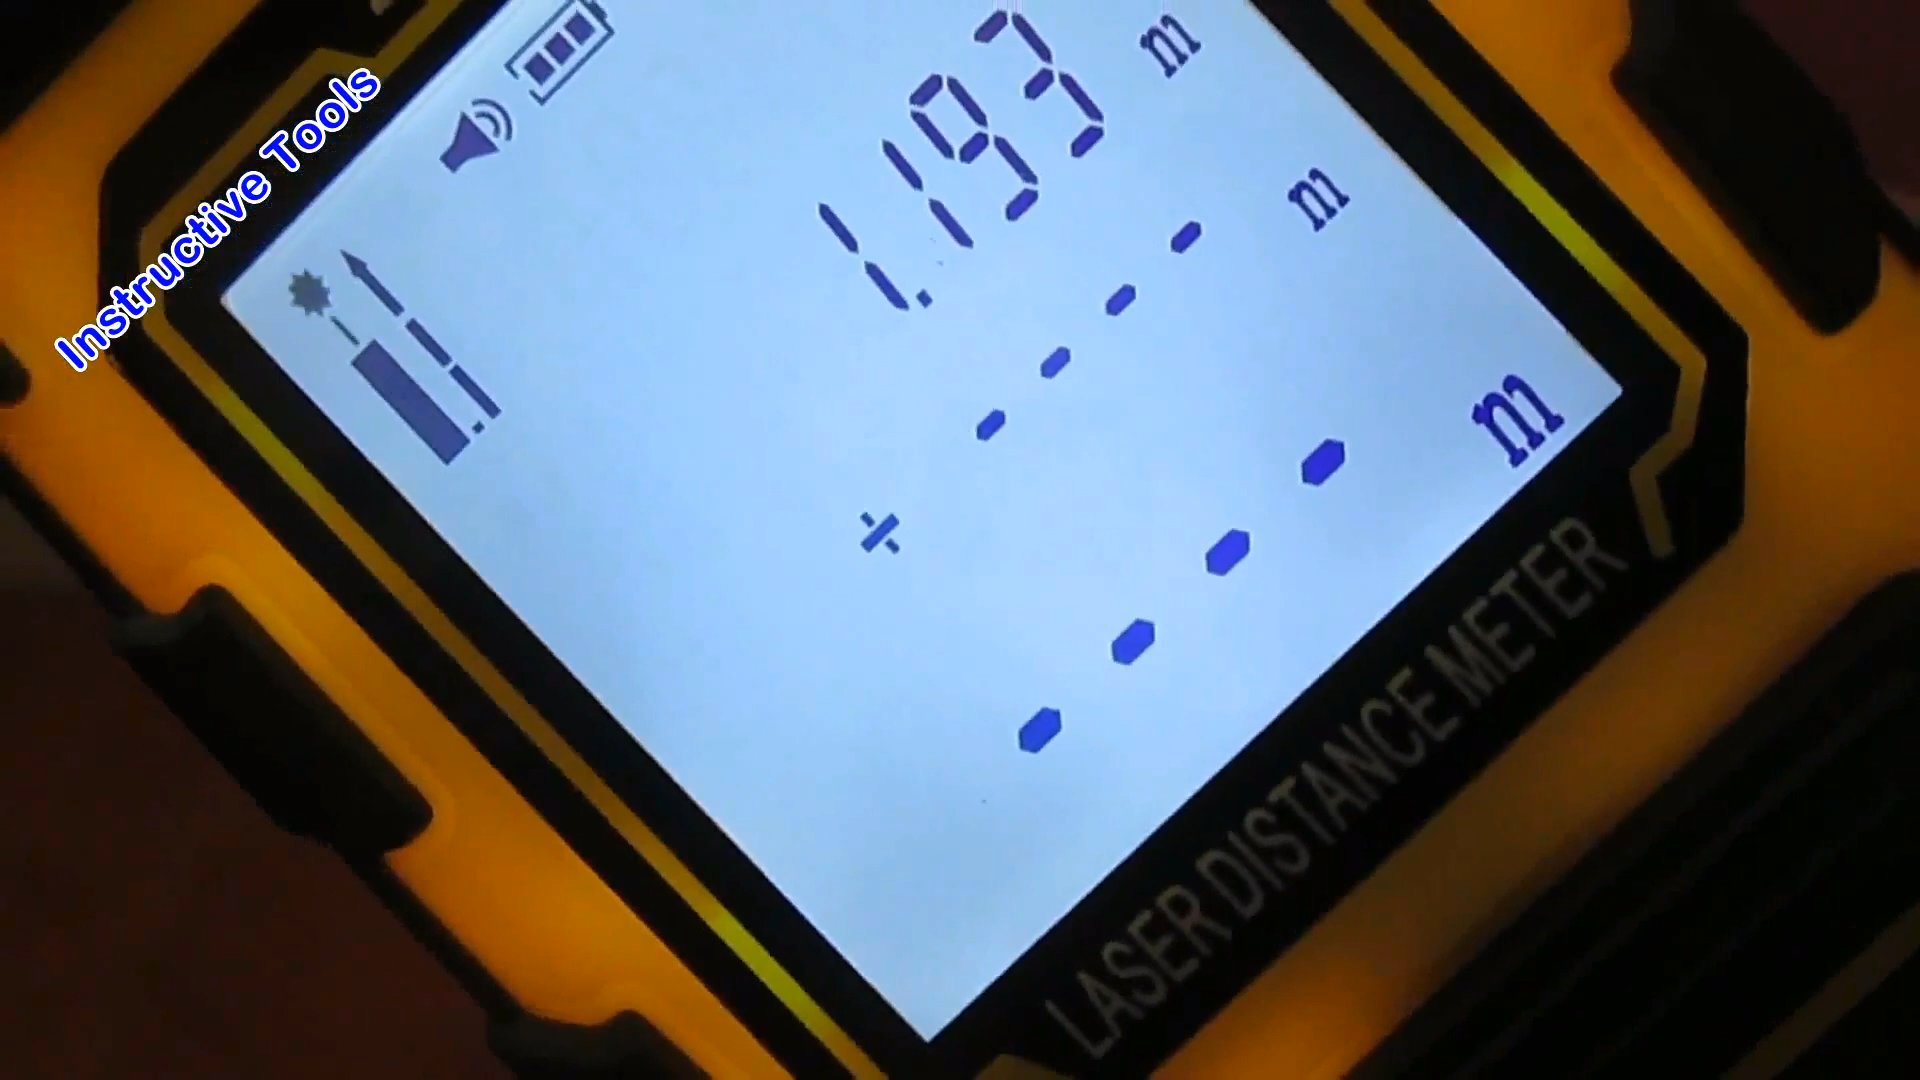 Instructive Tools
1.193 m
+ ---- m
---- m
LASER DISTANCE METER